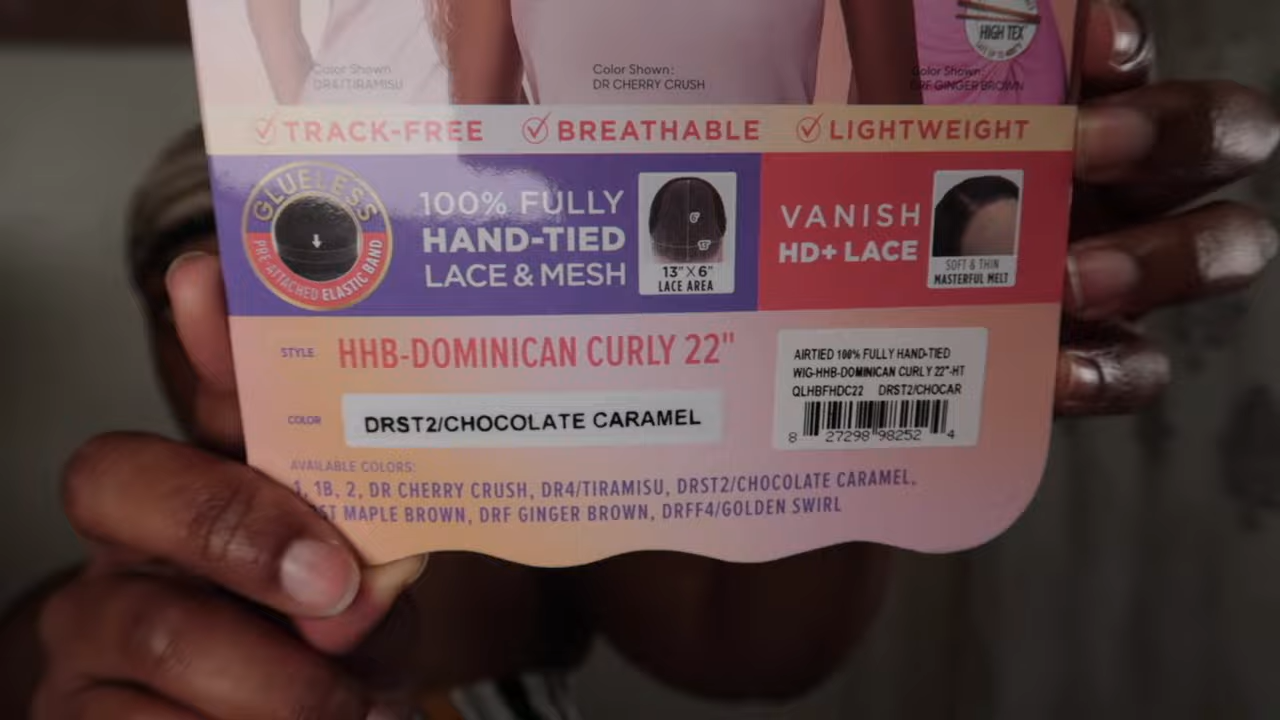 HIGH TEX
Color Shown:
DR4/TIRAMISU
Color Shown:
DR CHERRY CRUSH
Color Shown:
DRF GINGER BROWN
TRACK-FREE
BREATHABLE
LIGHTWEIGHT
GLUELESS
PRE ATTACHED ELASTIC BAND
100% FULLY
HAND-TIED
LACE & MESH
6"
13"
13" X 6"
LACE AREA
VANISH
HD+ LACE
SOFT & THIN
MASTERFUL MELT
STYLE HHB-DOMINICAN CURLY 22"
COLOR DRST2/CHOCOLATE CARAMEL
AIRTIED 100% FULLY HAND-TIED
WIG-HHB-DOMINICAN CURLY 22"-HT
QLHBFHDC22 DRST2/CHOCAR
8 27298 98252 4
AVAILABLE COLORS:
1, 1B, 2, DR CHERRY CRUSH, DR4/TIRAMISU, DRST2/CHOCOLATE CARAMEL,
MAPLE BROWN, DRF GINGER BROWN, DRFF4/GOLDEN SWIRL